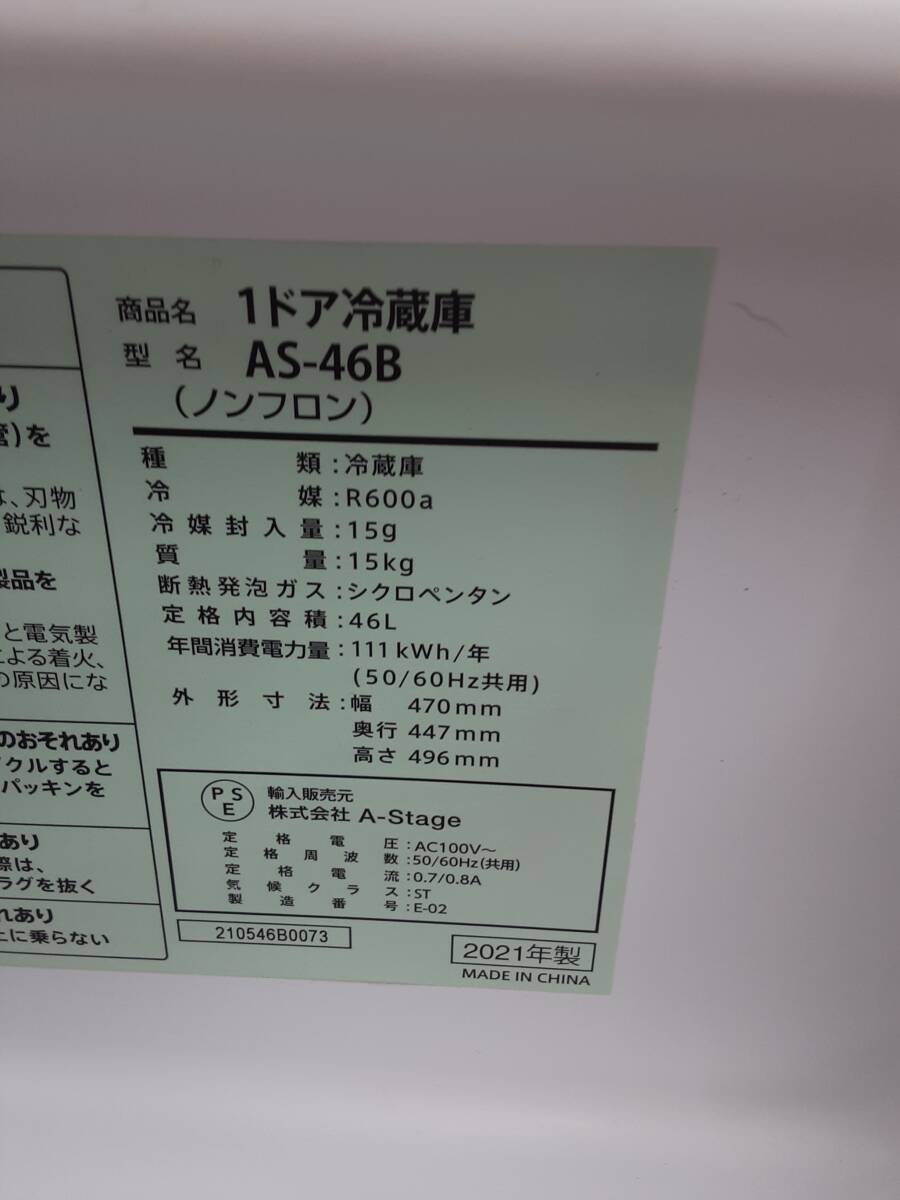 り
)を
、刃物
鋭利な
製品を
と電気製
よる着火、
の原因にな
のおそれあり
クルすると
パッキンを
あり
際は、
ラグを抜く
れあり
に乗らない
商品名 1ドア冷蔵庫
型名 AS-46B
(ノンフロン)
種類:冷蔵庫
冷媒:R600a
冷媒封入量:15g
質量:15kg
断熱発泡ガス:シクロペンタン
定格内容積:46L
年間消費電力量:111kWh/年
(50/60Hz共用)
外形寸法:幅 470mm
奥行 447mm
高さ 496mm
PSE
輸入販売元
株式会社 A-Stage
定格電圧:AC100V～
定格周波数:50/60Hz(共用)
定格電流:0.7/0.8A
気候クラス:ST
製造番号:E-02
210546B0073
2021年製
MADE IN CHINA